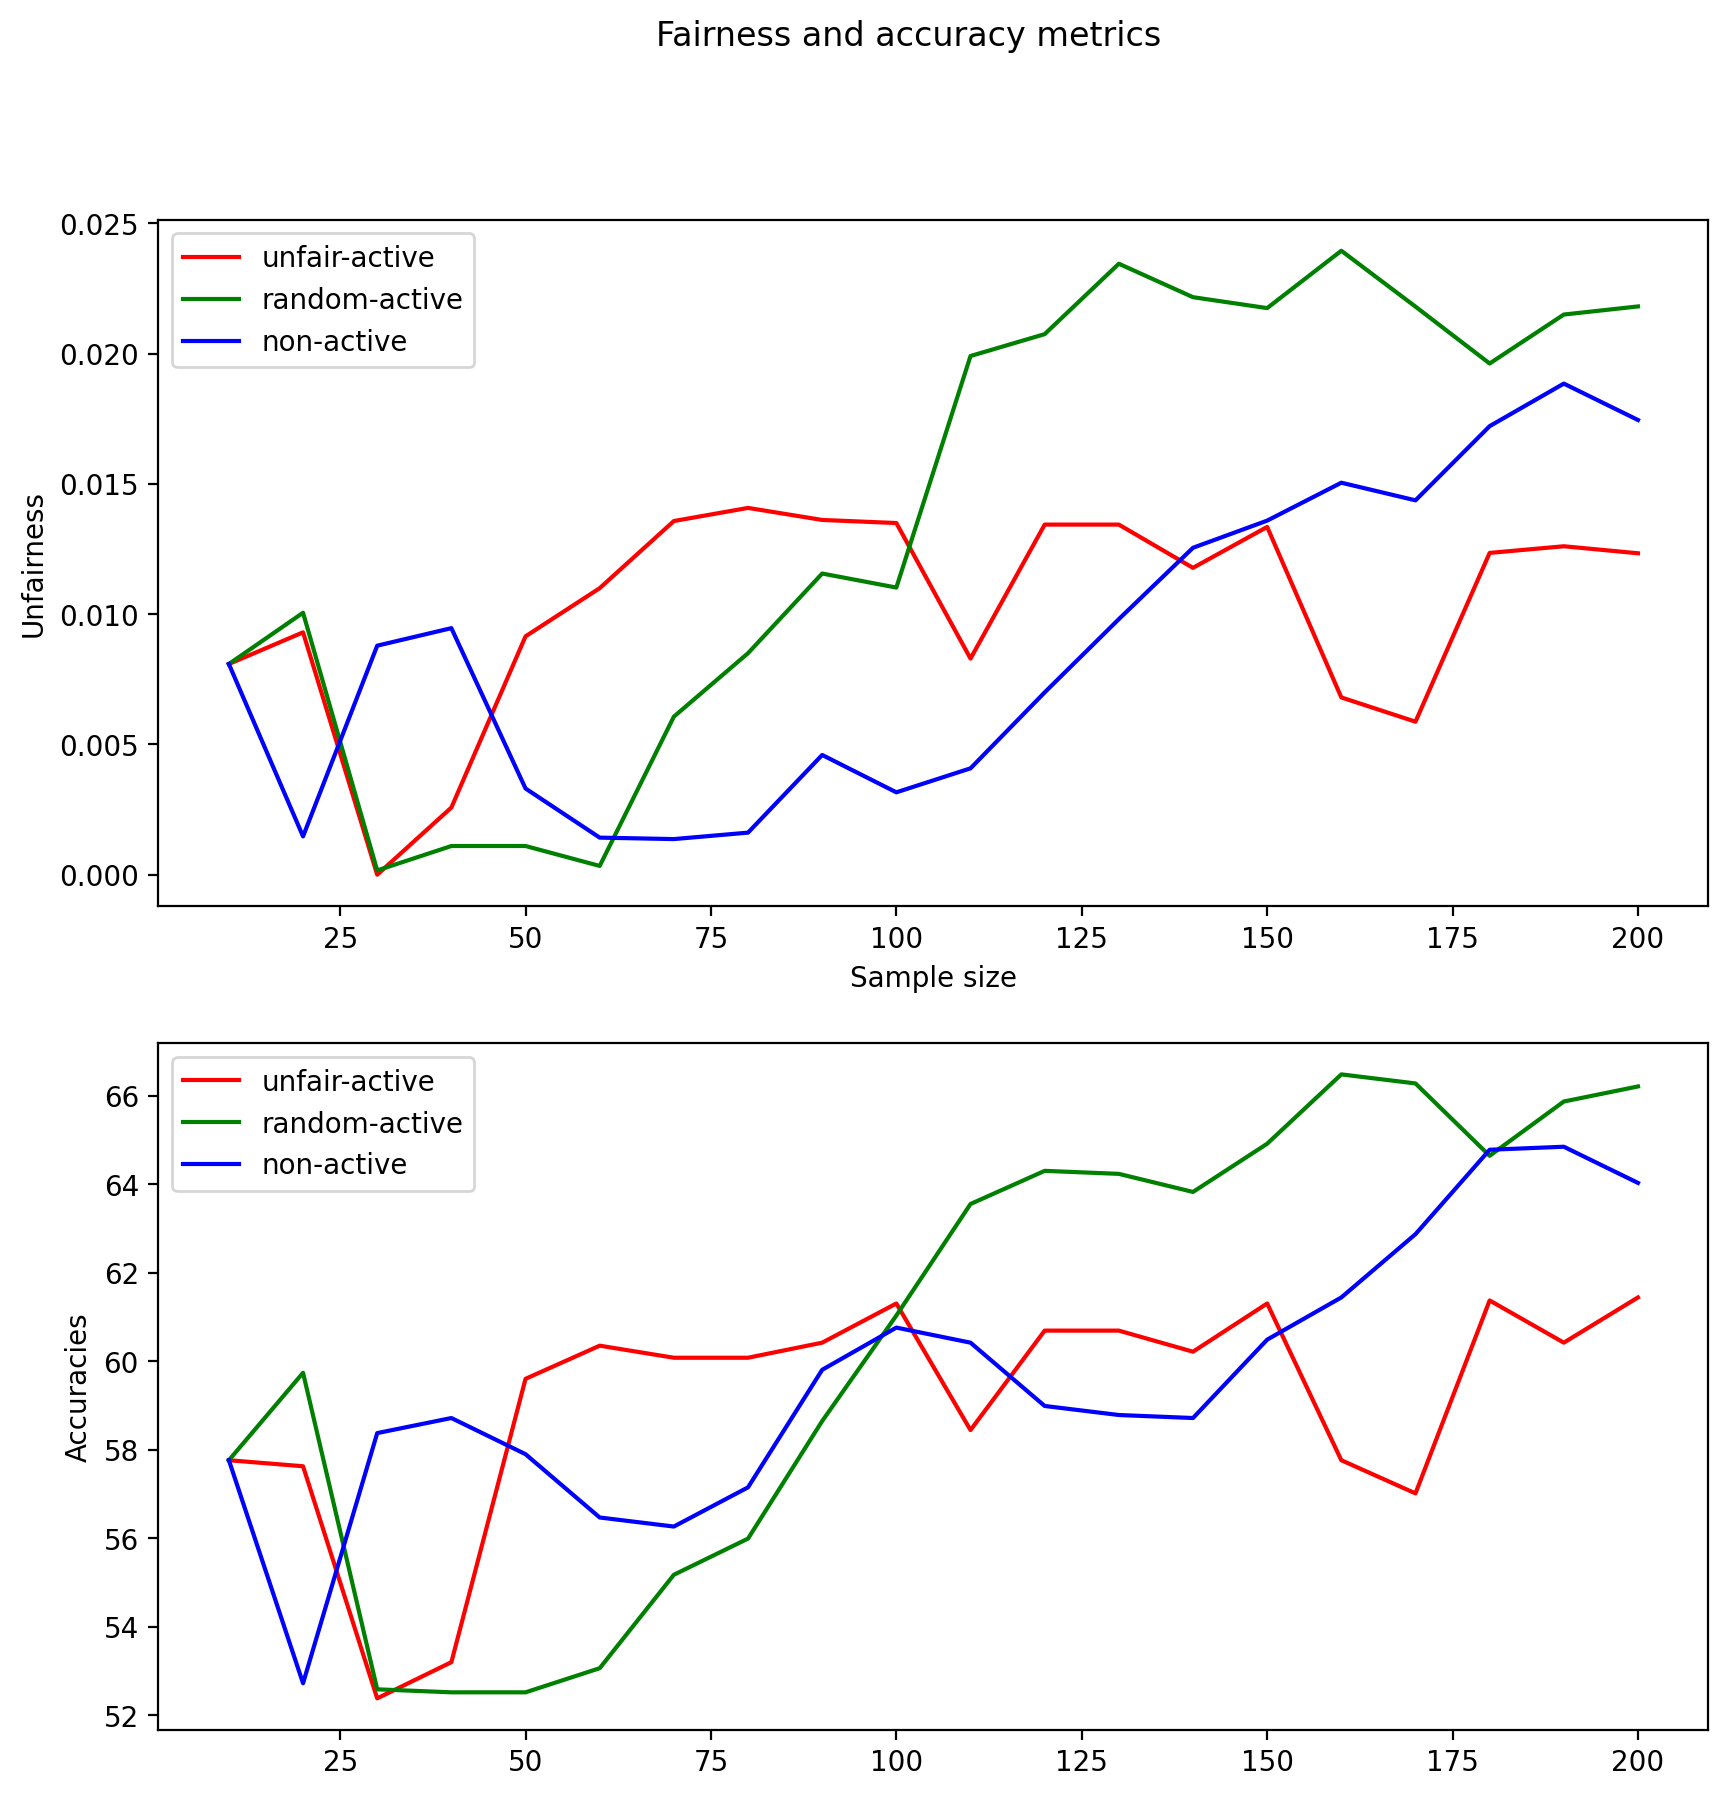 Fairness and accuracy metrics
0.025
0.020
0.015
0.010
0.005
0.000
Unfairness
unfair-active
random-active
non-active
25 50 75 100 125 150 175 200
Sample size
66
64
62
60
58
56
54
52
Accuracies
unfair-active
random-active
non-active
25 50 75 100 125 150 175 200